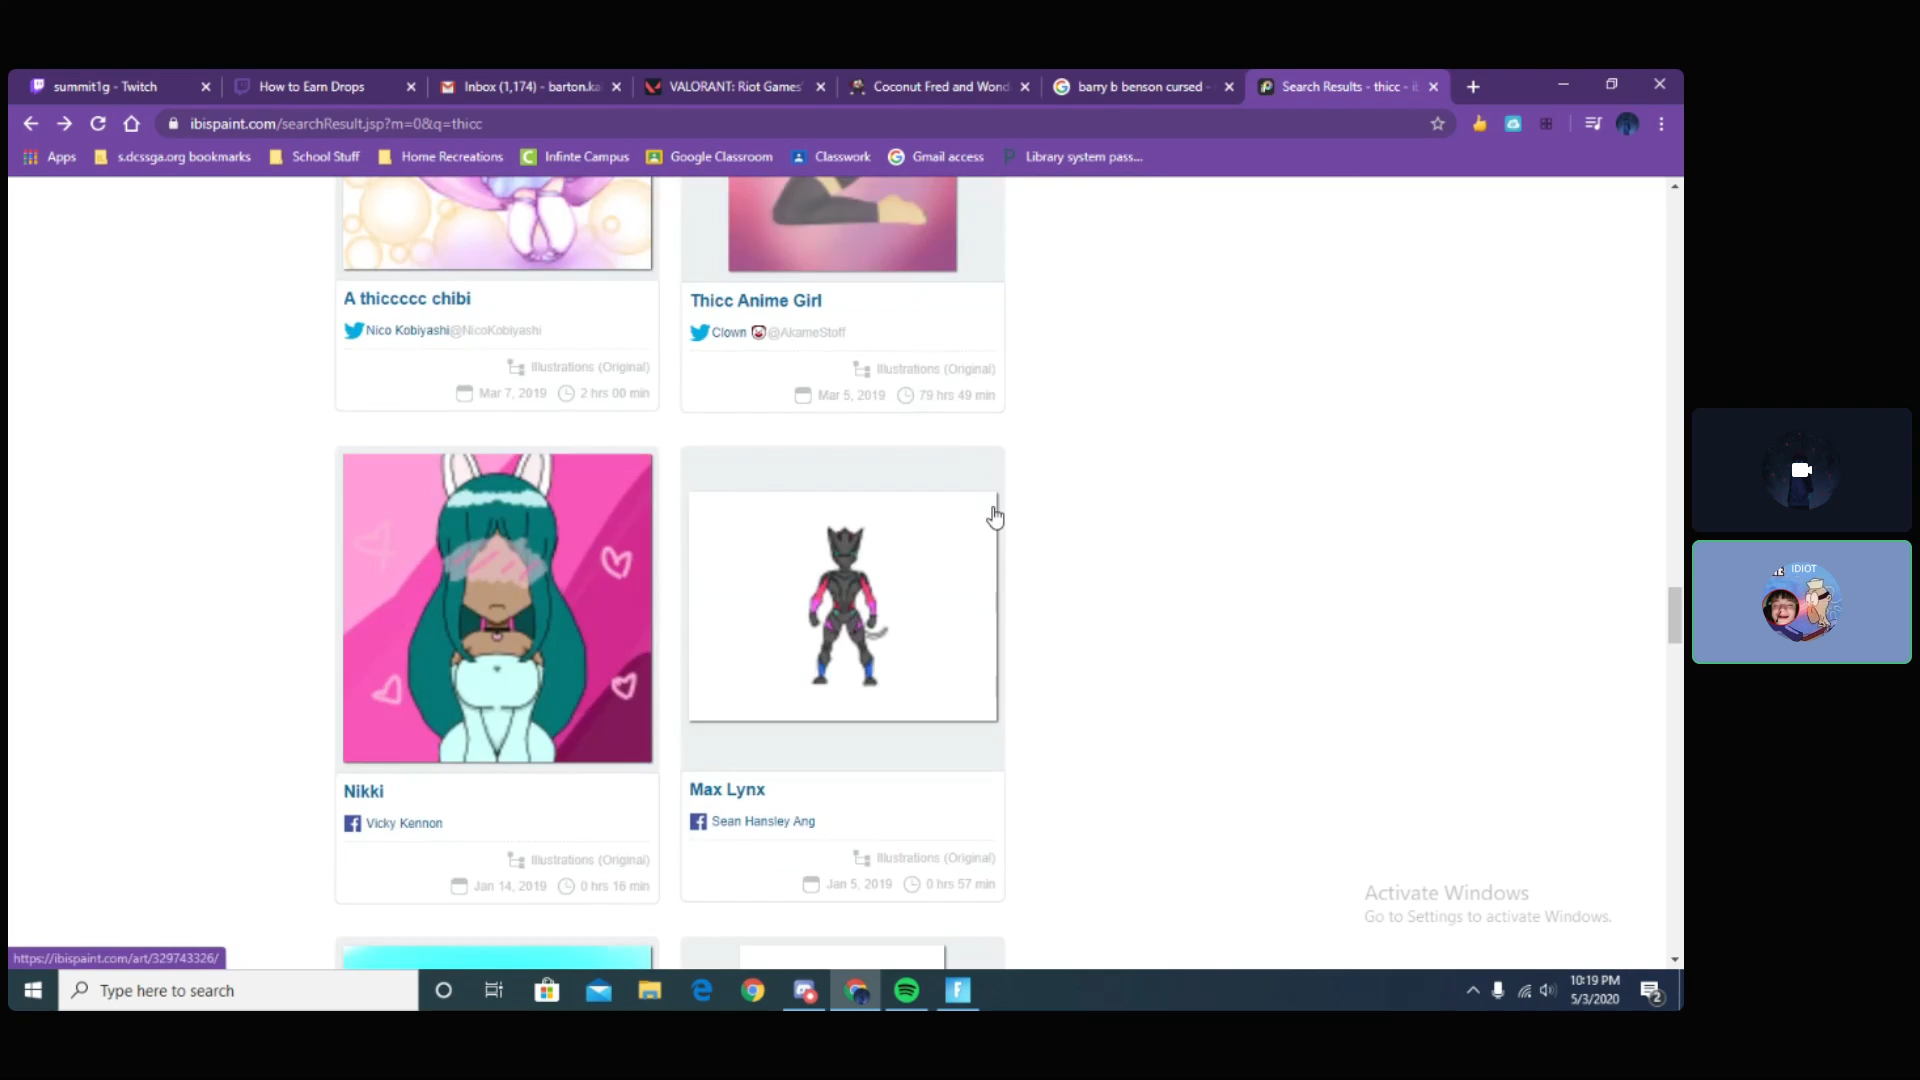 summit1g - Twitch
How to Earn Drops
Inbox (1,174) - barton.ka
VALORANT: Riot Games'
Coconut Fred and Wond
barry b benson cursed -
Search Results - thicc - i
ibispaint.com/searchResult.jsp?m=0&q=thicc
Apps
s.dcssga.org bookmarks
School Stuff
Home Recreations
Infinte Campus
Google Classroom
Classwork
Gmail access
Library system pass...
A thiccccc chibi
Nico Kobiyashi@NicoKobiyashi
Illustrations (Original)
Mar 7, 2019 2 hrs 00 min
Thicc Anime Girl
Clown @AkameStoff
Illustrations (Original)
Mar 5, 2019 79 hrs 49 min
Nikki
Vicky Kennon
Illustrations (Original)
Jan 14, 2019 0 hrs 16 min
Max Lynx
Sean Hansley Ang
Illustrations (Original)
Jan 5, 2019 0 hrs 57 min
IDIOT
Activate Windows
Go to Settings to activate Windows.
https://ibispaint.com/art/329743326/
Type here to search
10:19 PM
5/3/2020
2